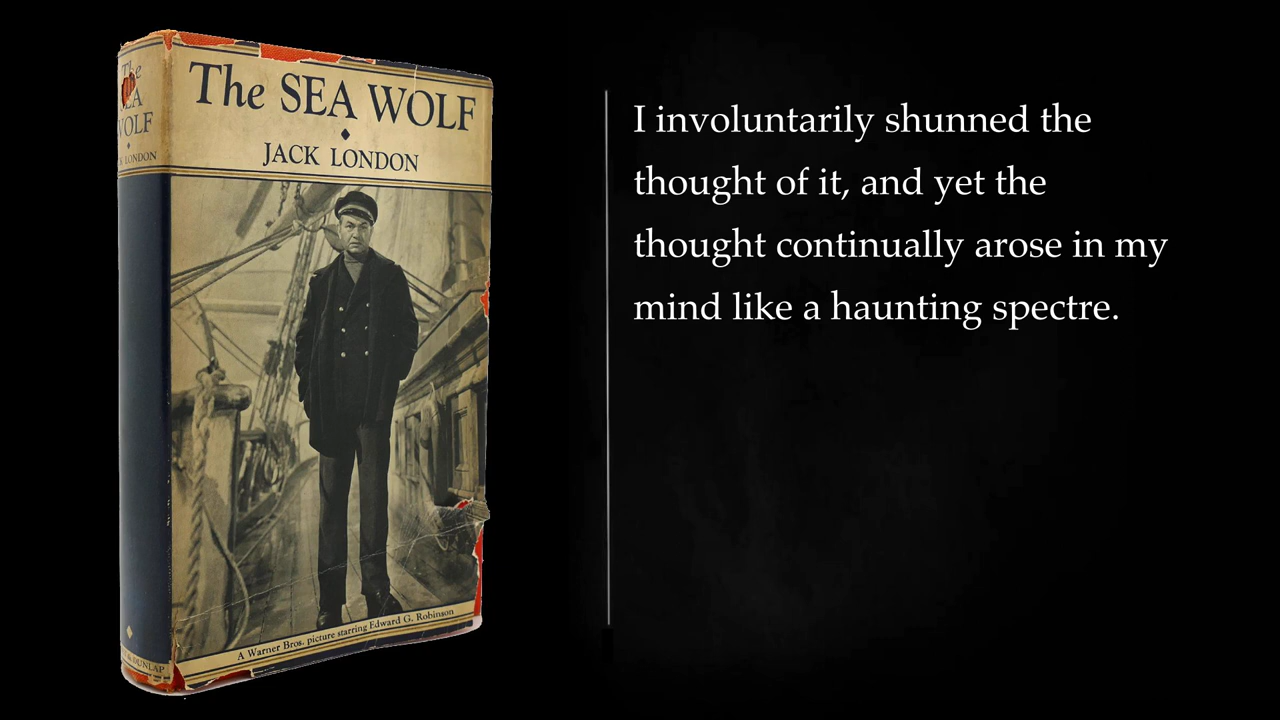 The
SEA
WOLF
LONDON
DUNLAP
The SEA WOLF
JACK LONDON
A Warner Bros. picture starring Edward G. Robinson
I involuntarily shunned the
thought of it, and yet the
thought continually arose in my
mind like a haunting spectre.